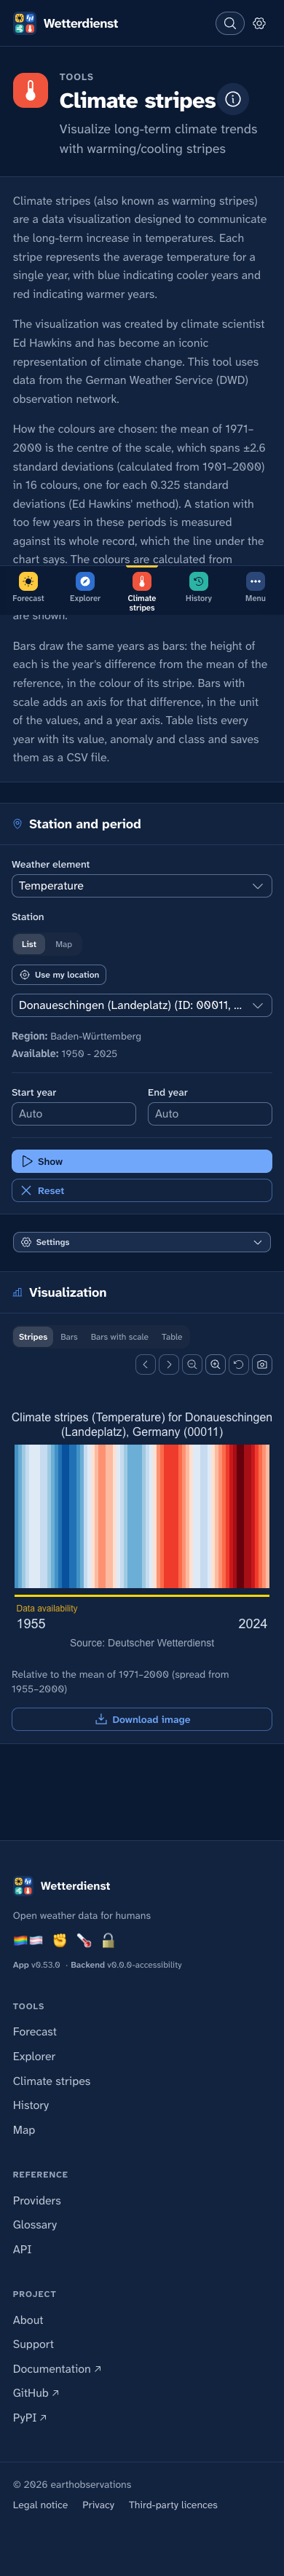 Wetterdienst
TOOLS
Climate stripes
Visualize long-term climate trends
with warming/cooling stripes
Climate stripes (also known as warming stripes)
are a data visualization designed to communicate
the long-term increase in temperatures. Each
stripe represents the average temperature for a
single year, with blue indicating cooler years and
red indicating warmer years.
The visualization was created by climate scientist
Ed Hawkins and has become an iconic
representation of climate change. This tool uses
data from the German Weather Service (DWD)
observation network.
How the colours are chosen: the mean of 1971–
2000 is the centre of the scale, which spans ±2.6
standard deviations (calculated from 1901–2000)
in 16 colours, one for each 0.325 standard
deviations (Ed Hawkins' method). A station with
too few years in these periods is measured
against its whole record, which the line under the
chart says. The colours are calculated from
Forecast
Explorer
Climate
stripes
History
Menu
are shown.
Bars draw the same years as bars: the height of
each is the year's difference from the mean of the
reference, in the colour of its stripe. Bars with
scale adds an axis for that difference, in the unit
of the values, and a year axis. Table lists every
year with its value, anomaly and class and saves
them as a CSV file.
Station and period
Weather element
Temperature
Station
List Map
Use my location
Donaueschingen (Landeplatz) (ID: 00011, ...
Region: Baden-Württemberg
Available: 1950 - 2025
Start year End year
Auto Auto
Show
Reset
Settings
Visualization
Stripes Bars Bars with scale Table
Climate stripes (Temperature) for Donaueschingen
(Landeplatz), Germany (00011)
Data availability
1955 2024
Source: Deutscher Wetterdienst
Relative to the mean of 1971–2000 (spread from
1955–2000)
Download image
Wetterdienst
Open weather data for humans
App v0.53.0 · Backend v0.0.0-accessibility
TOOLS
Forecast
Explorer
Climate stripes
History
Map
REFERENCE
Providers
Glossary
API
PROJECT
About
Support
Documentation ↗
GitHub ↗
PyPI ↗
© 2026 earthobservations
Legal notice Privacy Third-party licences